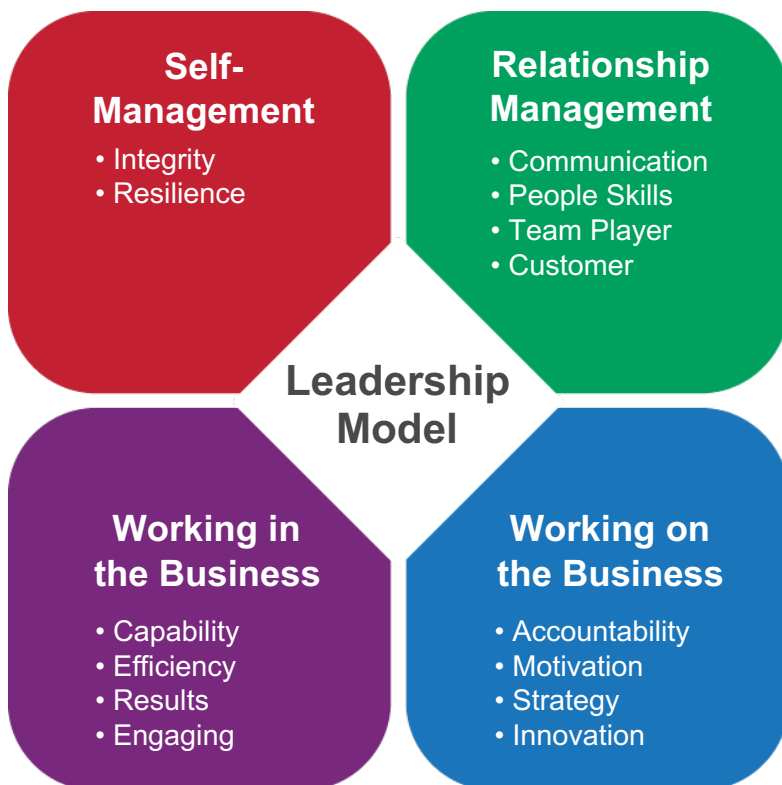 Self-
Management
• Integrity
• Resilience
Relationship
Management
• Communication
• People Skills
• Team Player
• Customer
Leadership
Model
Working in
the Business
• Capability
• Efficiency
• Results
• Engaging
Working on
the Business
• Accountability
• Motivation
• Strategy
• Innovation